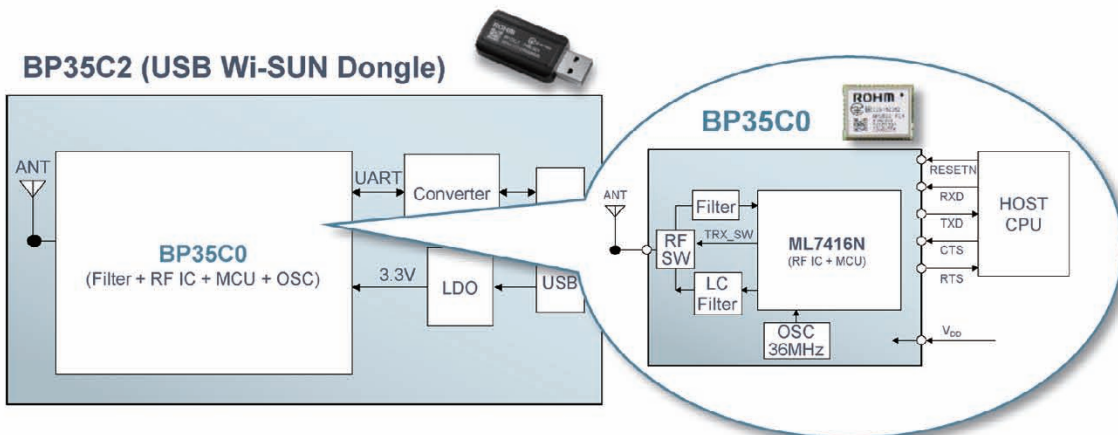 BP35C2 (USB Wi-SUN Dongle)
ROHM
ANT
BP35C0
(Filter + RF IC + MCU + OSC)
UART
Converter
3.3V
LDO
USB
BP35C0
ROHM
ANT
Filter
RF
SW
TRX_SW
LC
Filter
ML7416N
(RF IC + MCU)
OSC
36MHz
RESETN
RXD
TXD
CTS
RTS
HOST
CPU
VDD